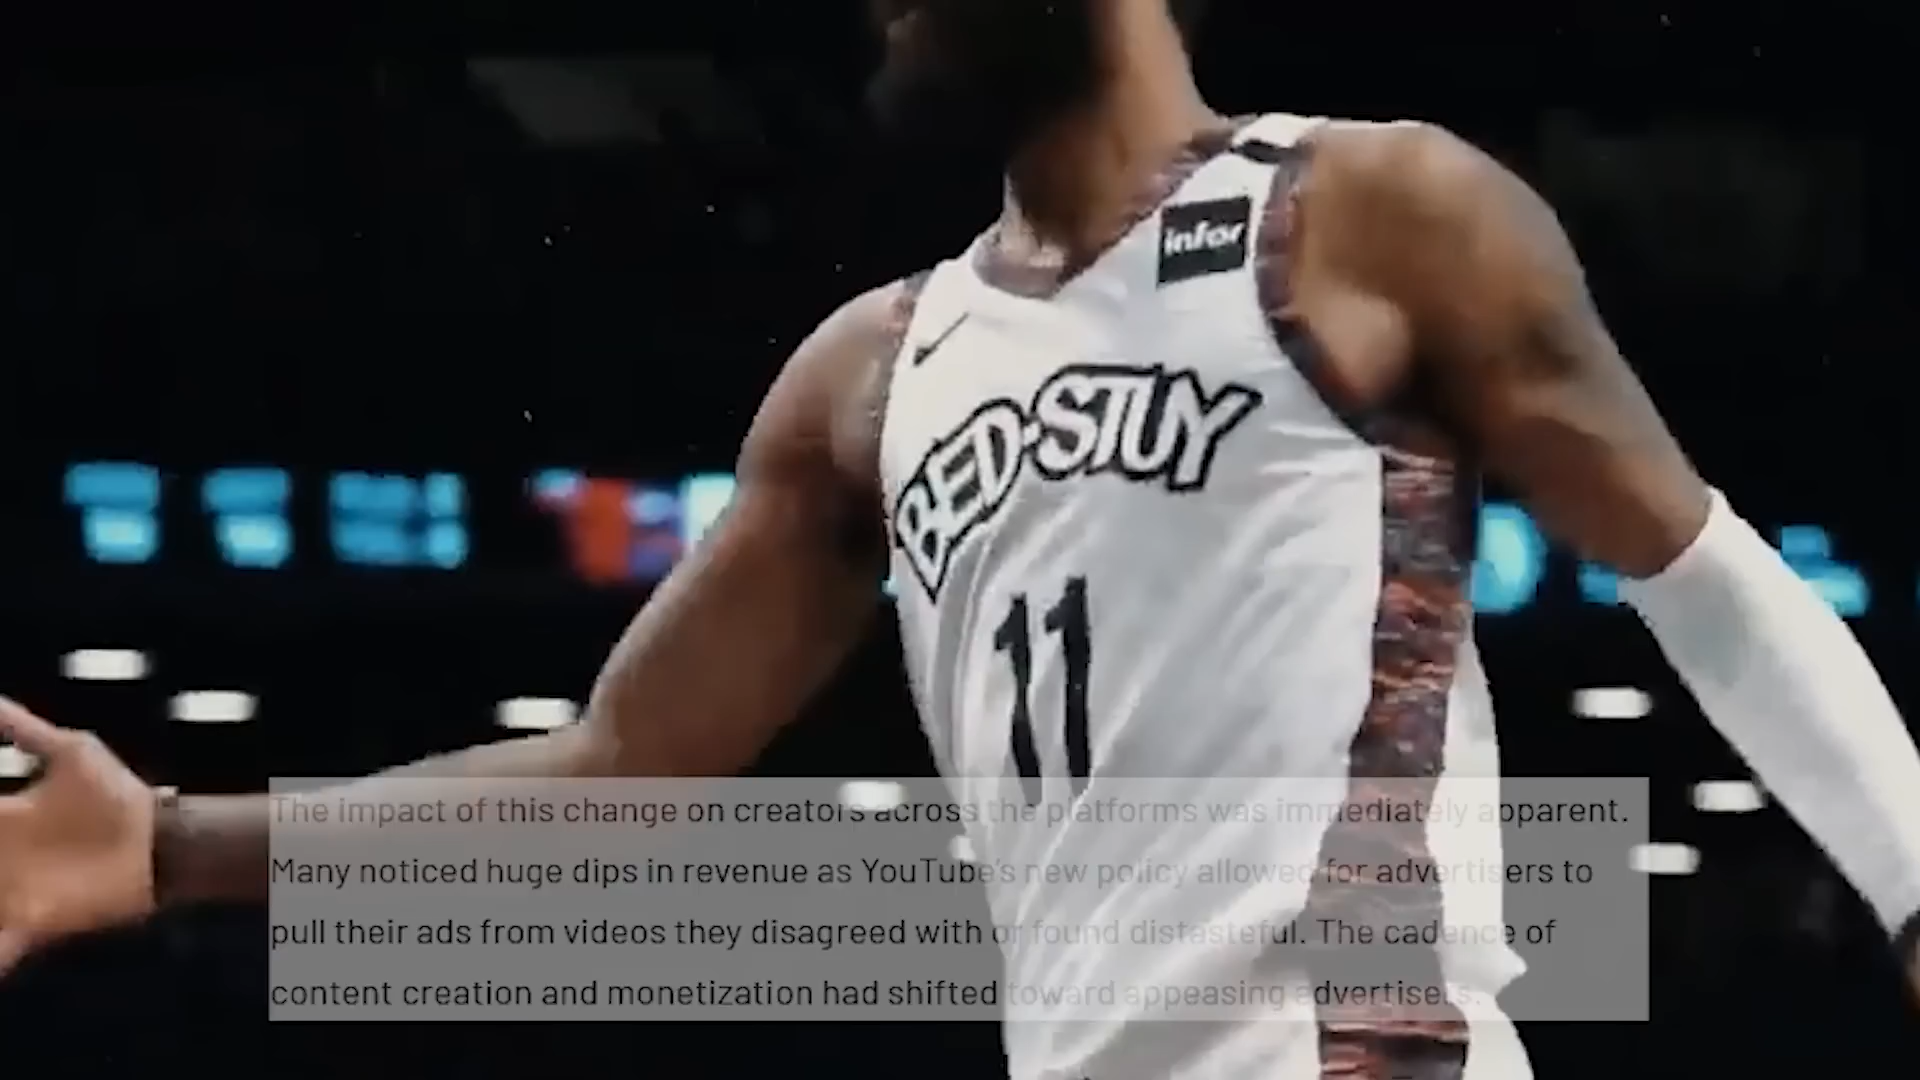 infor
BED-STUY
11
The impact of this change on creators across the platforms was immediately apparent.
Many noticed huge dips in revenue as YouTube's new policy allowed for advertisers to
pull their ads from videos they disagreed with or found distasteful. The cadence of
content creation and monetization had shifted toward appeasing advertisers.